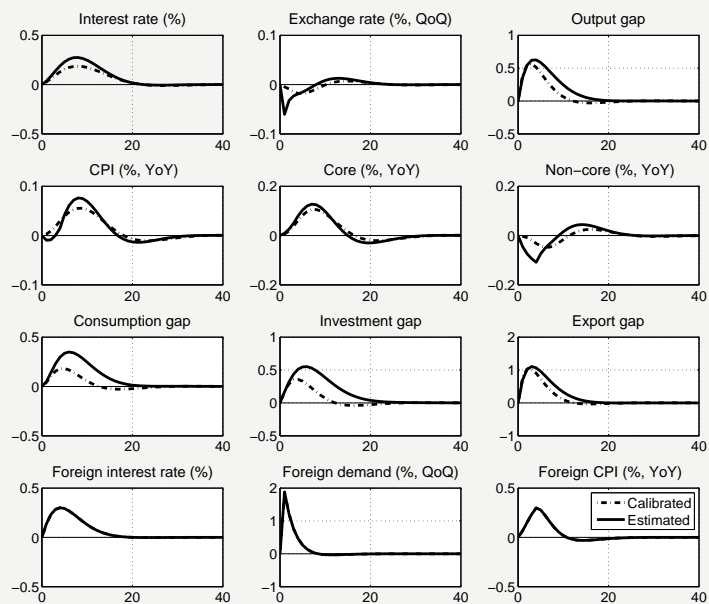 Interest rate (%)
Exchange rate (%, QoQ)
Output gap
0.5
0
−0.5
0 20 40
0.1
0
−0.1
0 20 40
1
0.5
0
−0.5
0 20 40
CPI (%, YoY)
Core (%, YoY)
Non−core (%, YoY)
0.1
0
−0.1
0 20 40
0.2
0
−0.2
0 20 40
0.2
0
−0.2
0 20 40
Consumption gap
Investment gap
Export gap
0.5
0
−0.5
0 20 40
1
0.5
0
−0.5
0 20 40
2
1
0
−1
0 20 40
Foreign interest rate (%)
Foreign demand (%, QoQ)
Foreign CPI (%, YoY)
0.5
0
−0.5
0 20 40
2
1
0
−1
0 20 40
0.5
0
−0.5
0 20 40
Calibrated
Estimated